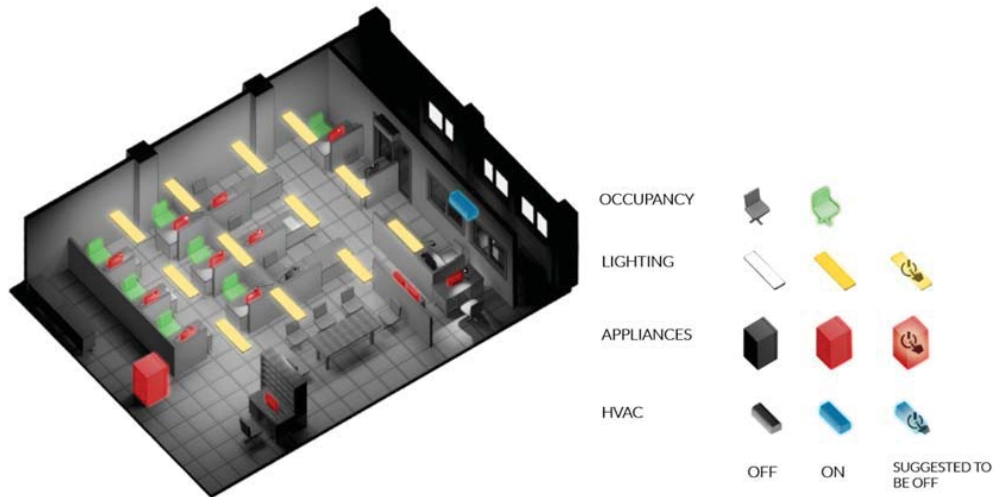 OCCUPANCY
LIGHTING
APPLIANCES
HVAC
OFF
ON
SUGGESTED TO
BE OFF